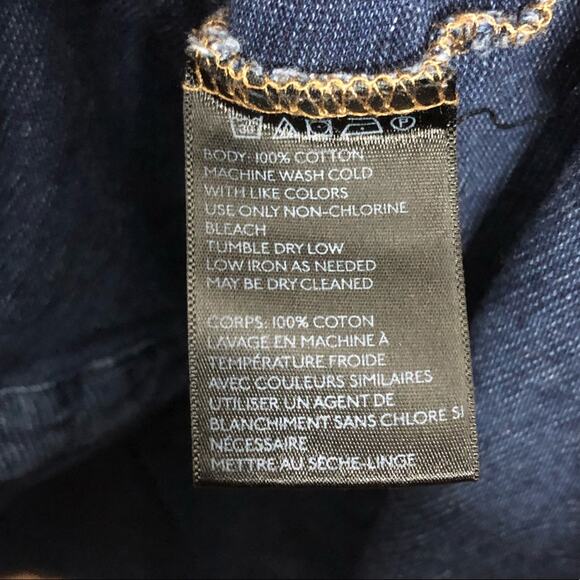 30
P
BODY: 100% COTTON
MACHINE WASH COLD
WITH LIKE COLORS
USE ONLY NON-CHLORINE
BLEACH
TUMBLE DRY LOW
LOW IRON AS NEEDED
MAY BE DRY CLEANED
CORPS: 100% COTON
LAVAGE EN MACHINE À
TEMPÉRATURE FROIDE
AVEC COULEURS SIMILAIRES
UTILISER UN AGENT DE
BLANCHIMENT SANS CHLORE SI
NÉCESSAIRE
METTRE AU SÈCHE-LINGE